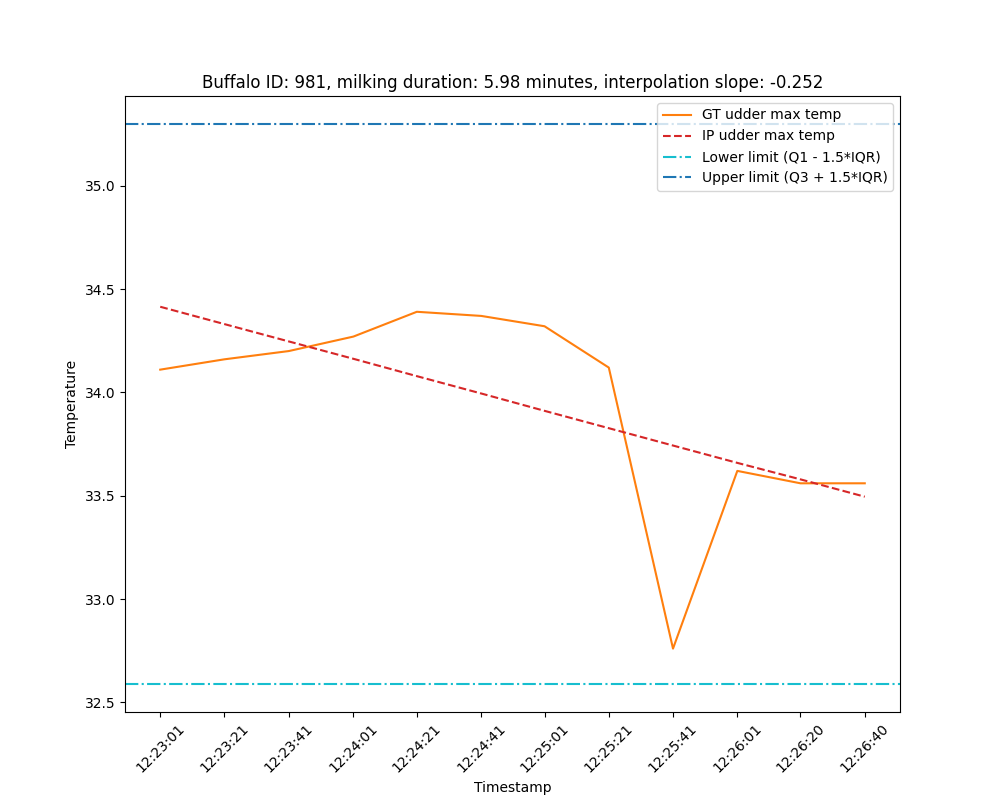 Buffalo ID: 981, milking duration: 5.98 minutes, interpolation slope: -0.252
GT udder max temp
IP udder max temp
Lower limit (Q1 - 1.5*IQR)
Upper limit (Q3 + 1.5*IQR)
Temperature
35.0
34.5
34.0
33.5
33.0
32.5
12:23:01
12:23:21
12:23:41
12:24:01
12:24:21
12:24:41
12:25:01
12:25:21
12:25:41
12:26:01
12:26:20
12:26:40
Timestamp